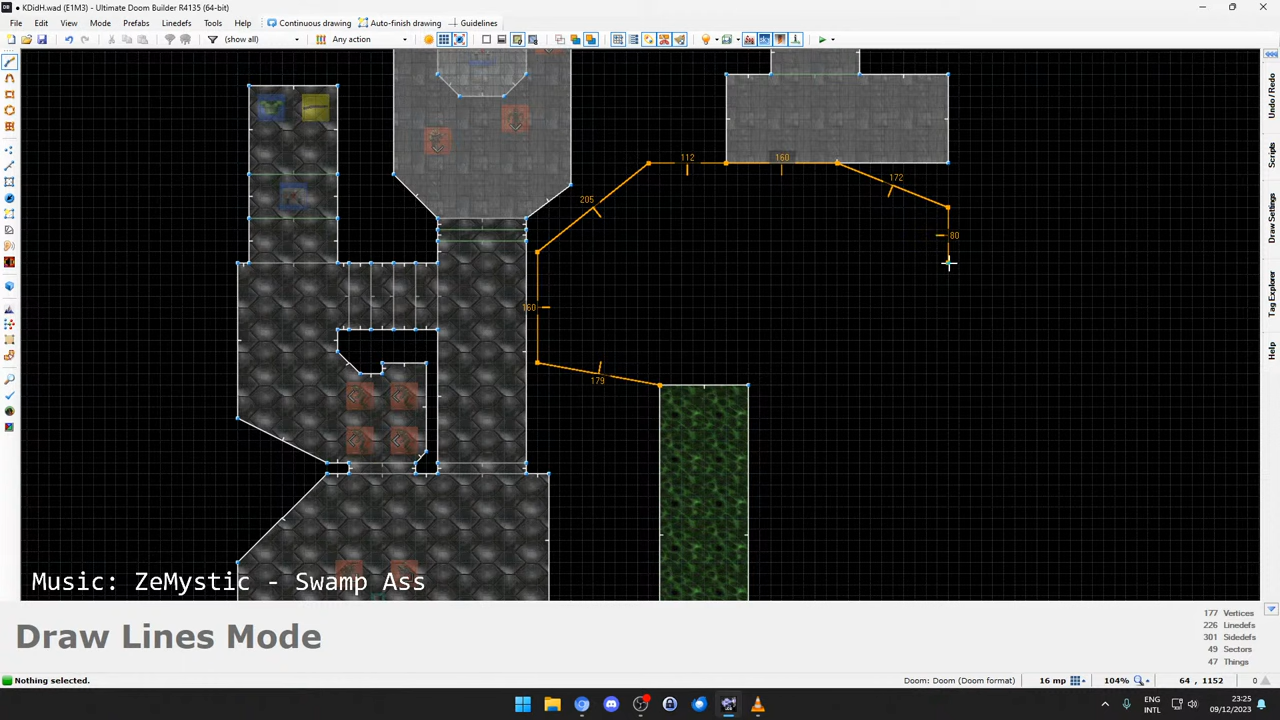 KDidH.wad (E1M3) - Ultimate Doom Builder R4135 (64-bit)
File Edit View Mode Prefabs Linedefs Tools Help Continuous drawing Auto-finish drawing Guidelines
(show all) Any action
Undo / Redo
Scripts
Draw Settings
Tag Explorer
Help
112
160
172
205
80
160
179
Music: ZeMystic - Swamp Ass
Draw Lines Mode
177 Vertices
226 Linedefs
301 Sidedefs
49 Sectors
47 Things
Nothing selected.
Doom: Doom (Doom format) 16 mp 104% 64 , 1152 0
ENG
INTL
23:25
09/12/2023